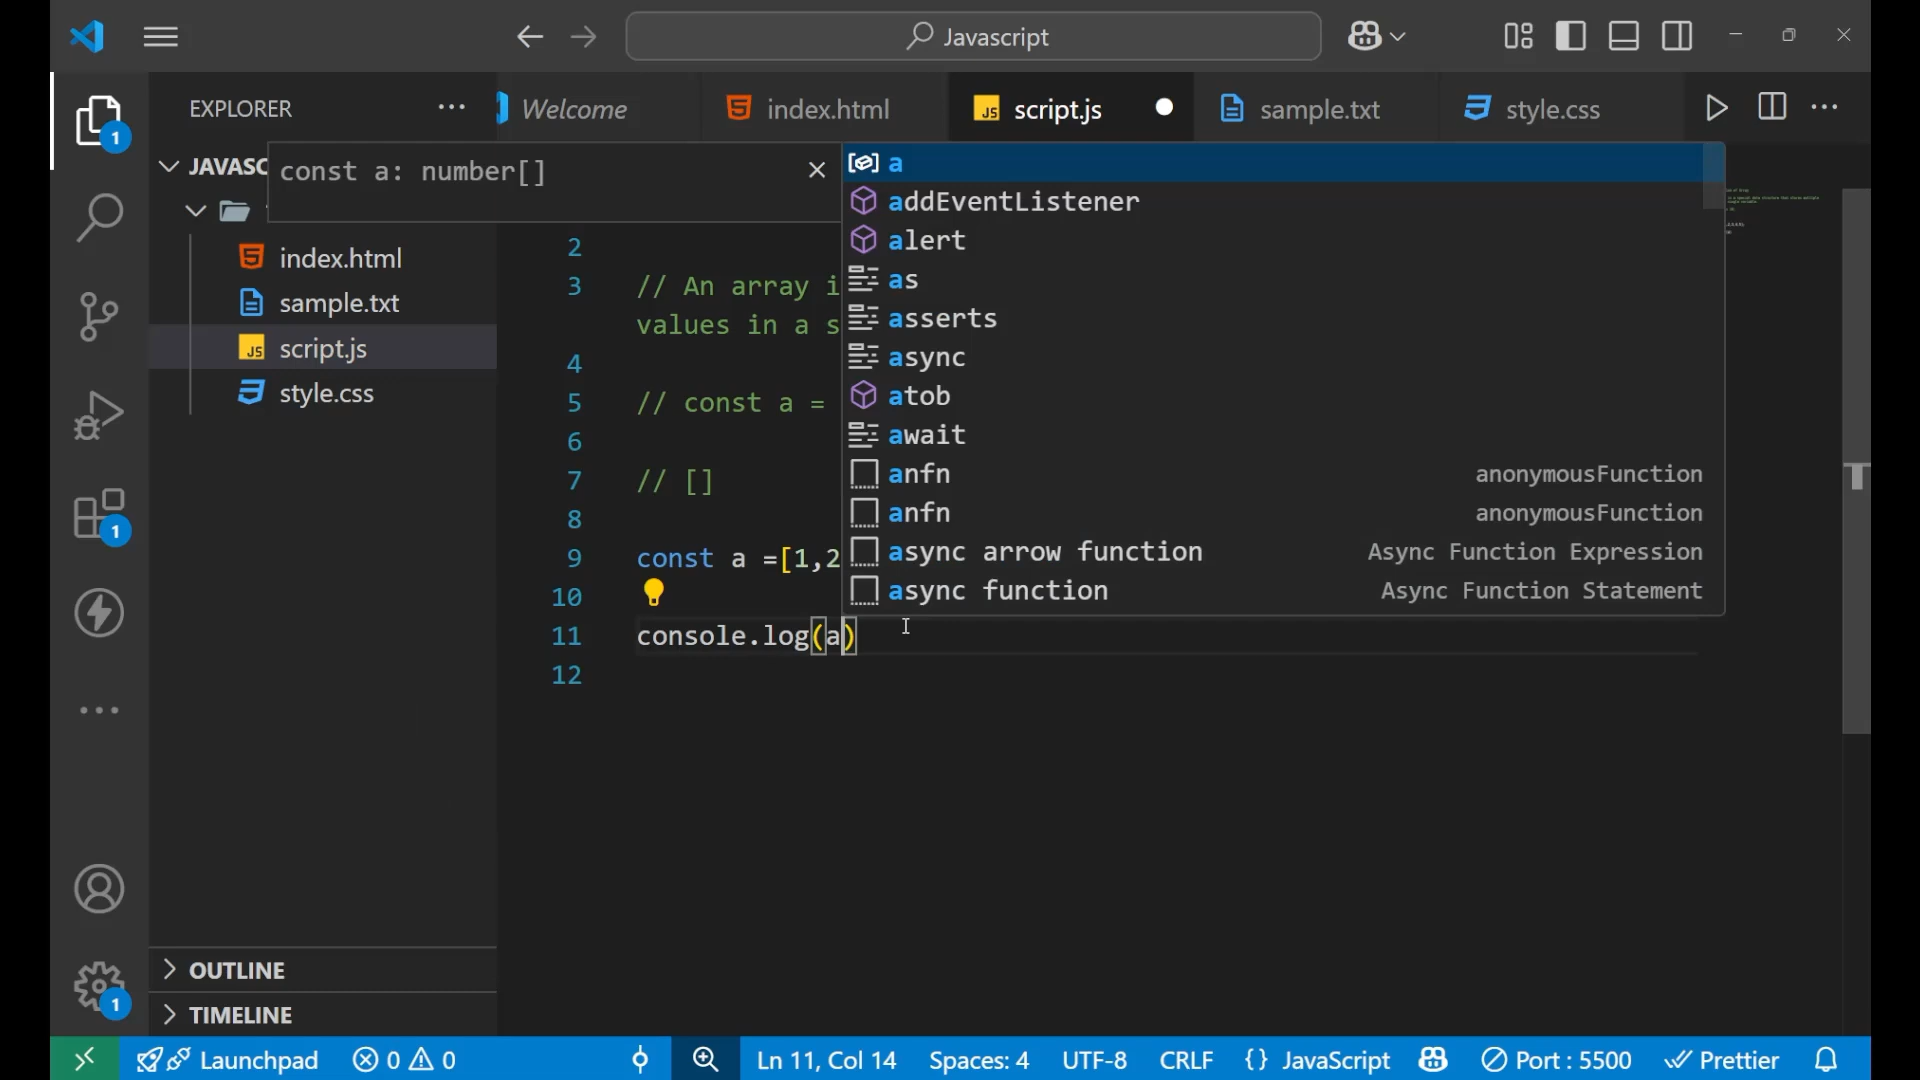 Javascript
EXPLORER
Welcome
index.html
script.js
sample.txt
style.css
1
JAVASC
const a: number[]
index.html
sample.txt
script.js
style.css
2
3 // An array i
values in a s
4
5 // const a =
6
7 // []
8
9 const a =[1,2
10
11 console.log(a)
12
a
addEventListener
alert
as
asserts
async
atob
await
anfn anonymousFunction
anfn anonymousFunction
async arrow function Async Function Expression
async function Async Function Statement
1
1
OUTLINE
TIMELINE
Launchpad 0 0 Ln 11, Col 14 Spaces: 4 UTF-8 CRLF {} JavaScript Port : 5500 Prettier